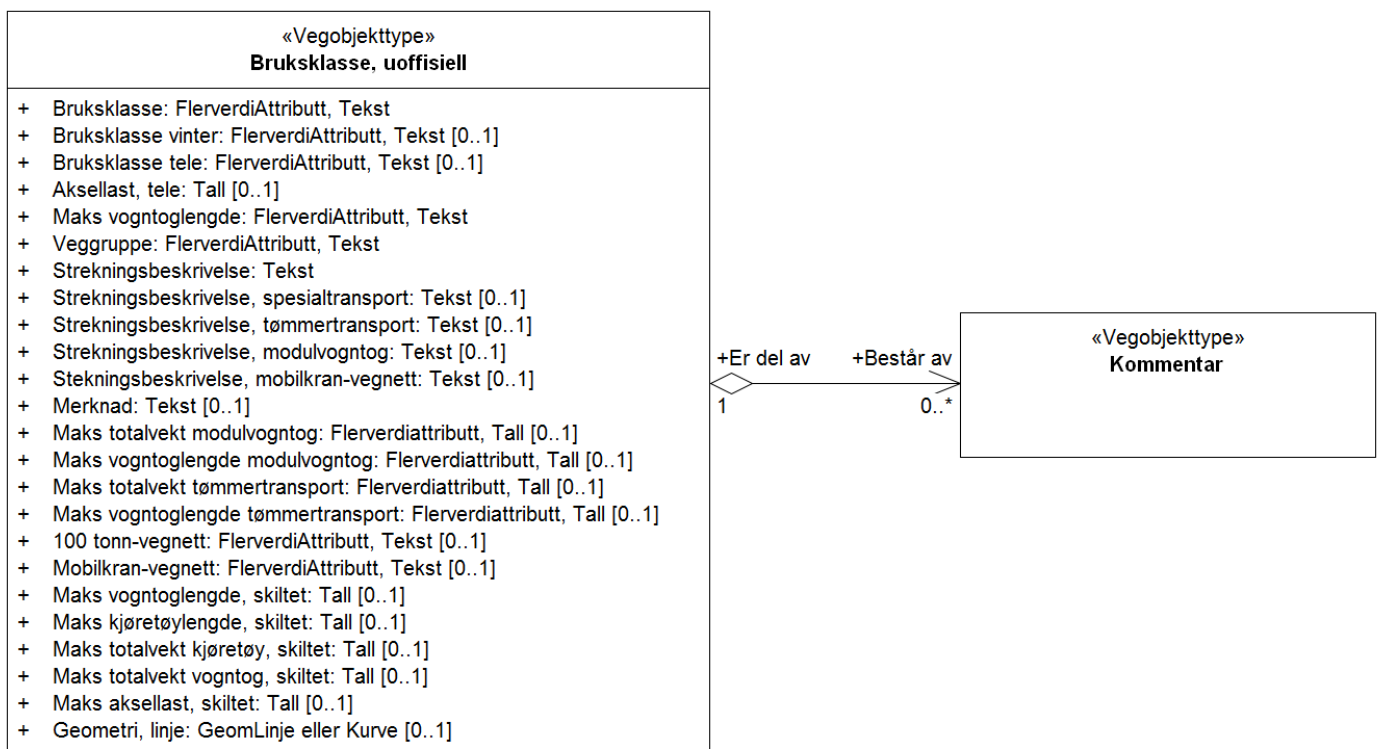 «Vegobjekttype»
Bruksklasse, uoffisiell
+ Bruksklasse: FlerverdiAttributt, Tekst
+ Bruksklasse vinter: FlerverdiAttributt, Tekst [0..1]
+ Bruksklasse tele: FlerverdiAttributt, Tekst [0..1]
+ Aksellast, tele: Tall [0..1]
+ Maks vogntoglengde: FlerverdiAttributt, Tekst
+ Veggruppe: FlerverdiAttributt, Tekst
+ Strekningsbeskrivelse: Tekst
+ Strekningsbeskrivelse, spesialtransport: Tekst [0..1]
+ Strekningsbeskrivelse, tømmertransport: Tekst [0..1]
+ Strekningsbeskrivelse, modulvogntog: Tekst [0..1]
+ Stekningsbeskrivelse, mobilkran-vegnett: Tekst [0..1]
+ Merknad: Tekst [0..1]
+ Maks totalvekt modulvogntog: Flerverdiattributt, Tall [0..1]
+ Maks vogntoglengde modulvogntog: Flerverdiattributt, Tall [0..1]
+ Maks totalvekt tømmertransport: Flerverdiattributt, Tall [0..1]
+ Maks vogntoglengde tømmertransport: Flerverdiattributt, Tall [0..1]
+ 100 tonn-vegnett: FlerverdiAttributt, Tekst [0..1]
+ Mobilkran-vegnett: FlerverdiAttributt, Tekst [0..1]
+ Maks vogntoglengde, skiltet: Tall [0..1]
+ Maks kjøretøylengde, skiltet: Tall [0..1]
+ Maks totalvekt kjøretøy, skiltet: Tall [0..1]
+ Maks totalvekt vogntog, skiltet: Tall [0..1]
+ Maks aksellast, skiltet: Tall [0..1]
+ Geometri, linje: GeomLinje eller Kurve [0..1]
+Er del av +Består av
1 0..*
«Vegobjekttype»
Kommentar